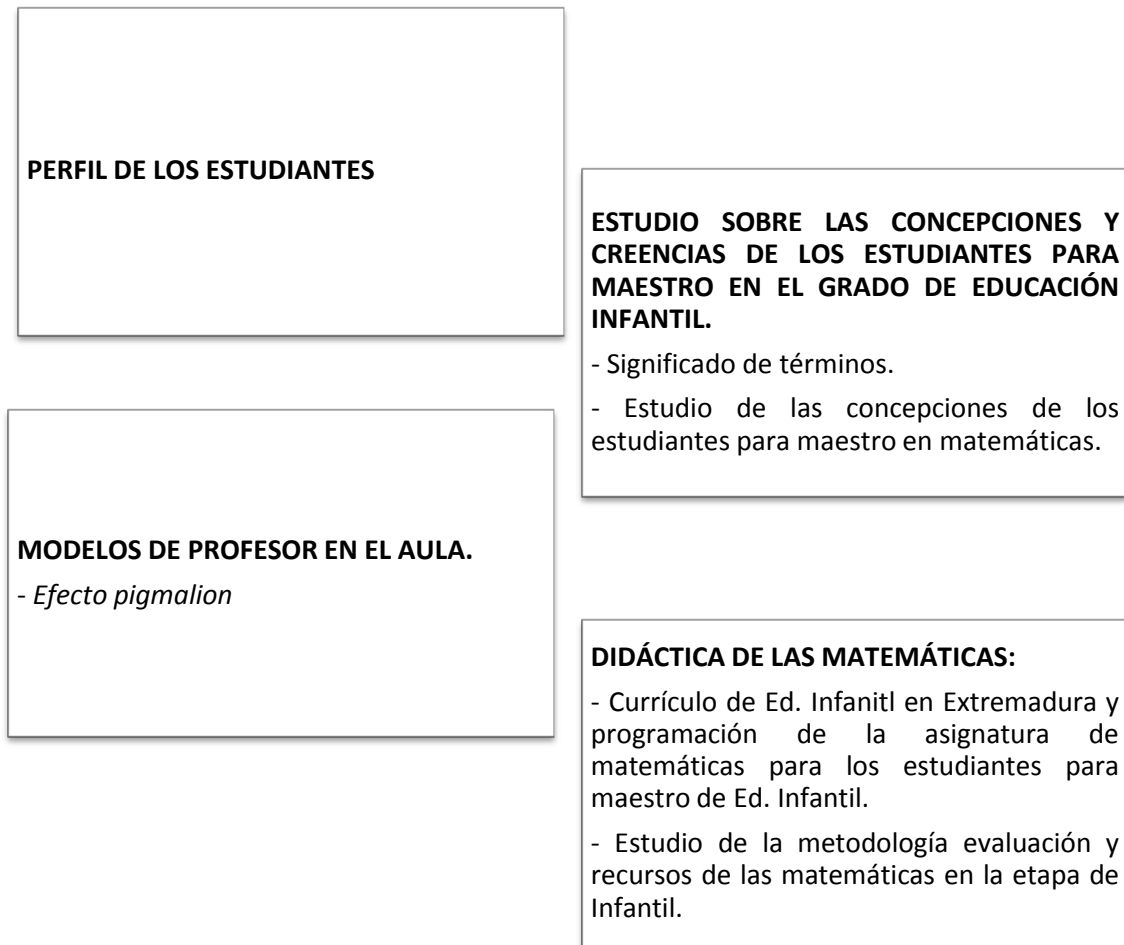 PERFIL DE LOS ESTUDIANTES
ESTUDIO SOBRE LAS CONCEPCIONES Y
CREENCIAS DE LOS ESTUDIANTES PARA
MAESTRO EN EL GRADO DE EDUCACIÓN
INFANTIL.
- Significado de términos.
- Estudio de las concepciones de los
estudiantes para maestro en matemáticas.
MODELOS DE PROFESOR EN EL AULA.
- Efecto pigmalion
DIDÁCTICA DE LAS MATEMÁTICAS:
- Currículo de Ed. Infanitl en Extremadura y
programación de la asignatura de
matemáticas para los estudiantes para
maestro de Ed. Infantil.
- Estudio de la metodología evaluación y
recursos de las matemáticas en la etapa de
Infantil.